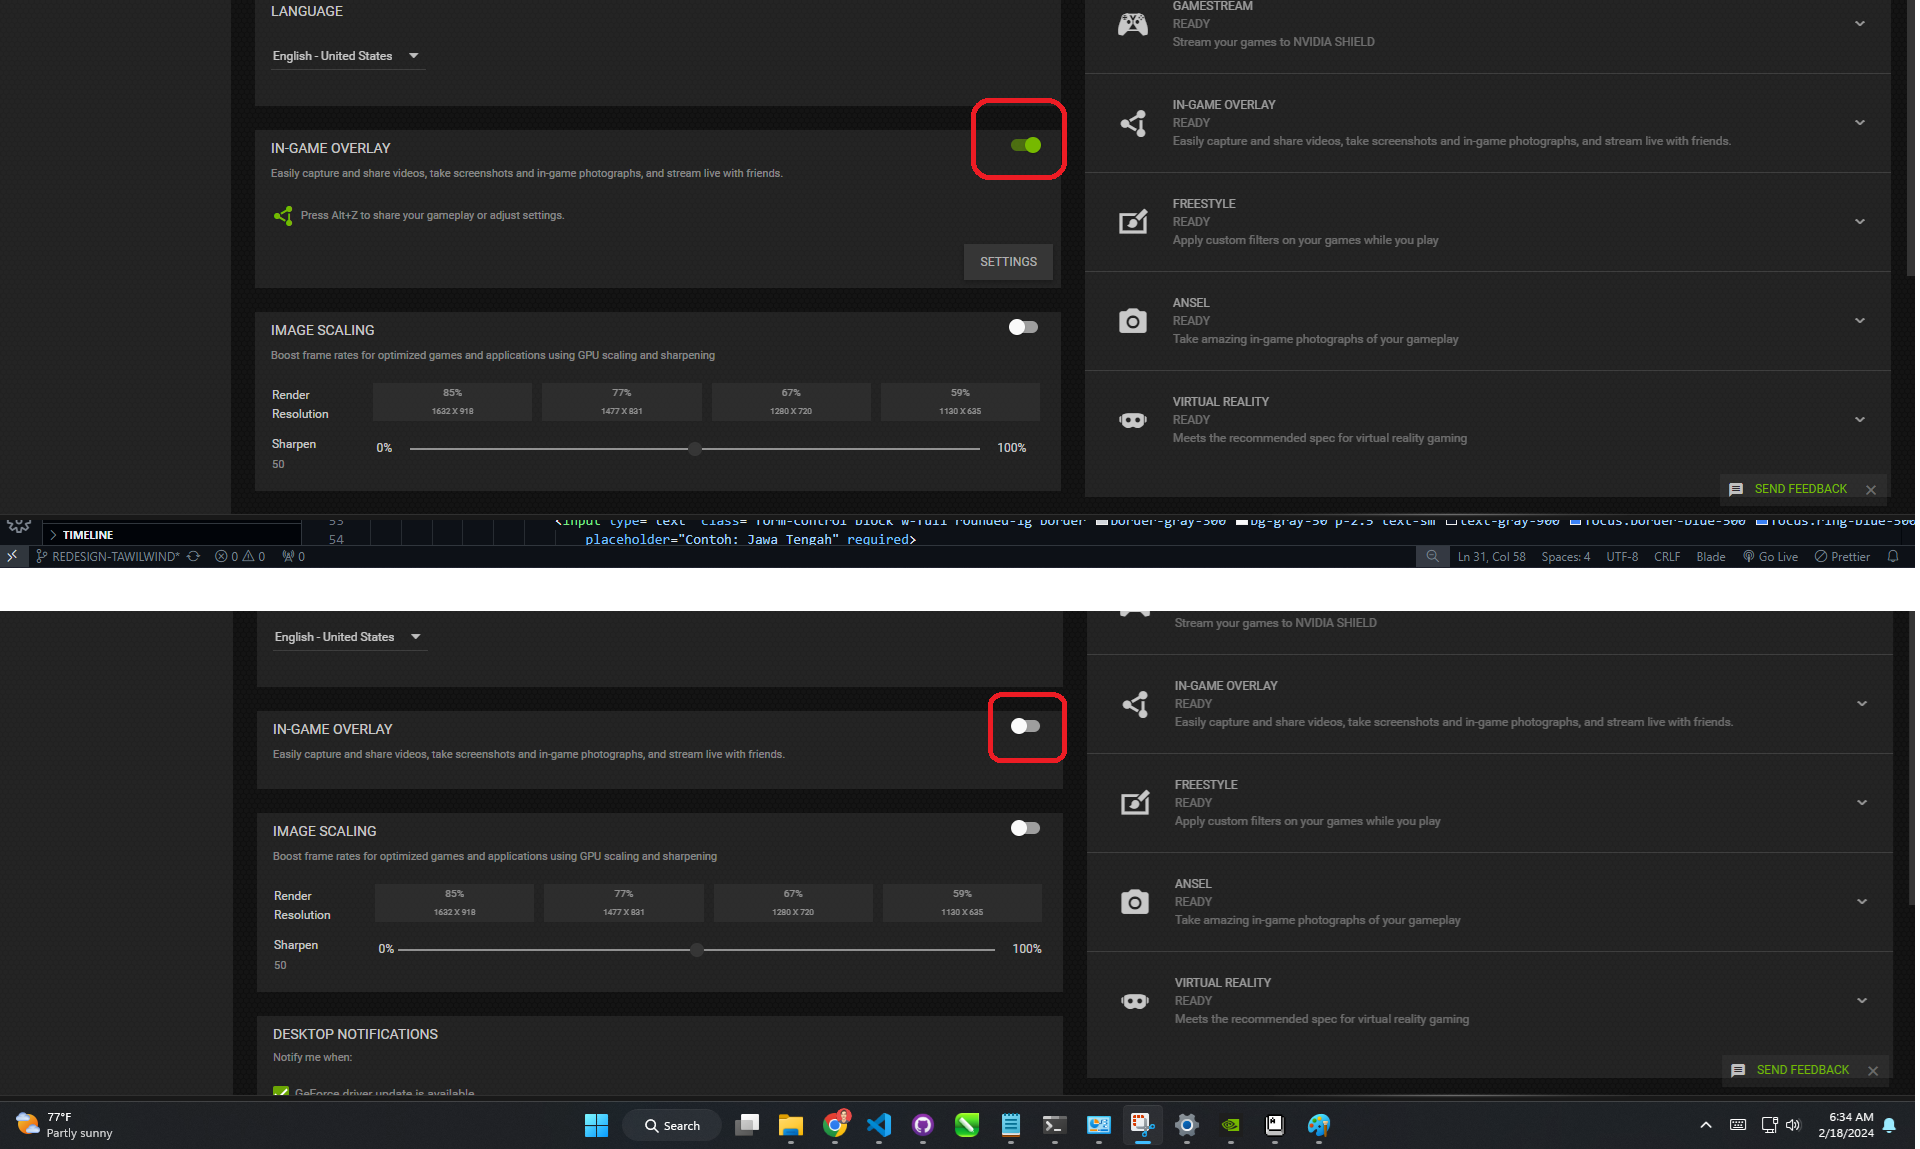 LANGUAGE
English - United States
IN-GAME OVERLAY
Easily capture and share videos, take screenshots and in-game photographs, and stream live with friends.
Press Alt+Z to share your gameplay or adjust settings.
SETTINGS
IMAGE SCALING
Boost frame rates for optimized games and applications using GPU scaling and sharpening
Render
Resolution
85%
1632 X 918
77%
1477 X 831
67%
1280 X 720
59%
1130 X 635
Sharpen
50
0%
100%
GAMESTREAM
READY
Stream your games to NVIDIA SHIELD
IN-GAME OVERLAY
READY
Easily capture and share videos, take screenshots and in-game photographs, and stream live with friends.
FREESTYLE
READY
Apply custom filters on your games while you play
ANSEL
READY
Take amazing in-game photographs of your gameplay
VIRTUAL REALITY
READY
Meets the recommended spec for virtual reality gaming
SEND FEEDBACK
TIMELINE
53 <input type="text" class="form-control block w-full rounded-lg border border-gray-300 bg-gray-50 p-2.5 text-sm text-gray-900 focus:border-blue-500 focus:ring-blue-500
54 placeholder="Contoh: Jawa Tengah" required>
REDESIGN-TAWILWIND* 0 0 0
Ln 31, Col 58 Spaces: 4 UTF-8 CRLF Blade Go Live Prettier
English - United States
IN-GAME OVERLAY
Easily capture and share videos, take screenshots and in-game photographs, and stream live with friends.
IMAGE SCALING
Boost frame rates for optimized games and applications using GPU scaling and sharpening
Render
Resolution
85%
1632 X 918
77%
1477 X 831
67%
1280 X 720
59%
1130 X 635
Sharpen
50
0%
100%
DESKTOP NOTIFICATIONS
Notify me when:
GeForce driver update is available
Stream your games to NVIDIA SHIELD
IN-GAME OVERLAY
READY
Easily capture and share videos, take screenshots and in-game photographs, and stream live with friends.
FREESTYLE
READY
Apply custom filters on your games while you play
ANSEL
READY
Take amazing in-game photographs of your gameplay
VIRTUAL REALITY
READY
Meets the recommended spec for virtual reality gaming
SEND FEEDBACK
77°F
Partly sunny
Search
6:34 AM
2/18/2024